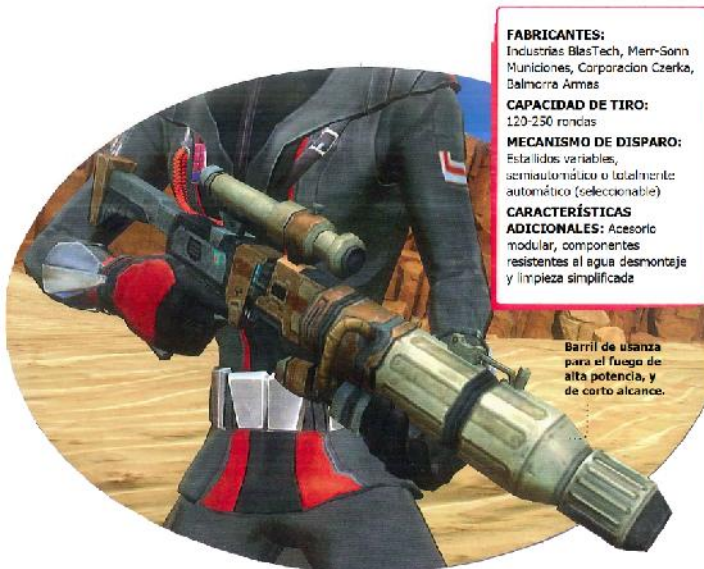 FABRICANTES:
Industrias BlasTech, Merr-Sonn
Municiones, Corporacion Czerka,
Balmorra Armas
CAPACIDAD DE TIRO:
120-250 rondas
MECANISMO DE DISPARO:
Estallidos variables,
semiautomático o totalmente
automático (seleccionable)
CARACTERÍSTICAS
ADICIONALES: Acesorio
modular, componentes
resistentes al agua desmontaje
y limpieza simplificada
Barril de usanza
para el fuego de
alta potencia, y
de corto alcance.